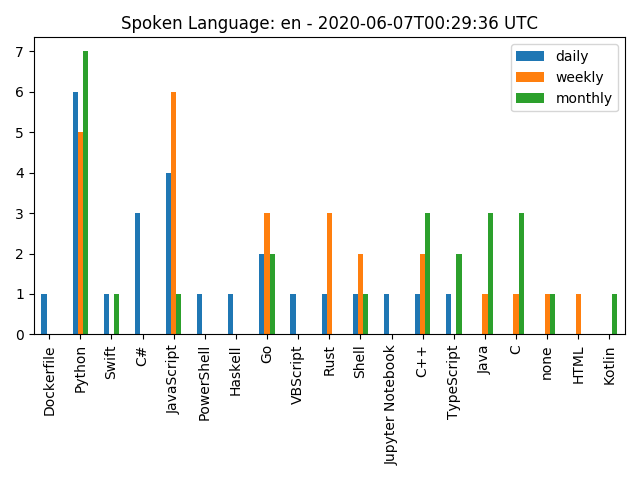 Spoken Language: en - 2020-06-07T00:29:36 UTC
daily
weekly
monthly
7
6
5
4
3
2
1
0
Dockerfile
Python
Swift
C#
JavaScript
PowerShell
Haskell
Go
VBScript
Rust
Shell
Jupyter Notebook
C++
TypeScript
Java
C
none
HTML
Kotlin